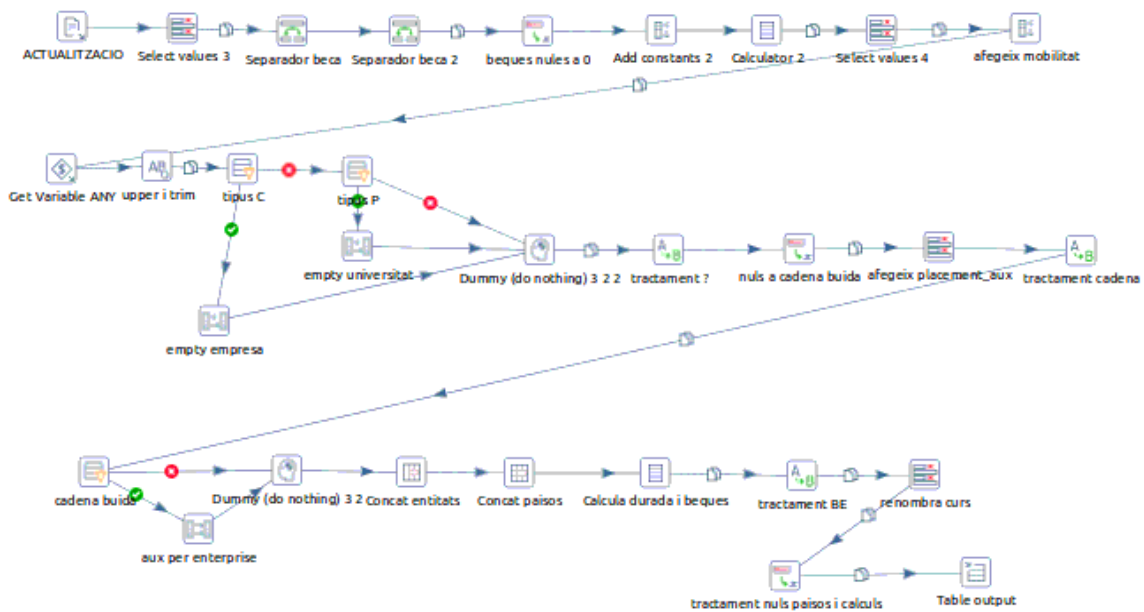 ACTUALITZACIO
Select values 3
Separador beca
Separador beca 2
beques nules a 0
Add constants 2
Calculator 2
Select values 4
afegeix mobilitat
Get Variable ANY
upper i trim
tipus C
tipus P
empty universitat
Dummy (do nothing) 3 2 2
tractament ?
nuls a cadena buida
afegeix placement_aux
tractament cadena
empty empresa
cadena buida
Dummy (do nothing) 3 2
Concat entitats
Concat paisos
Calcula durada i beques
tractament BE
renombra curs
aux per enterprise
tractament nuls paisos i calculs
Table output